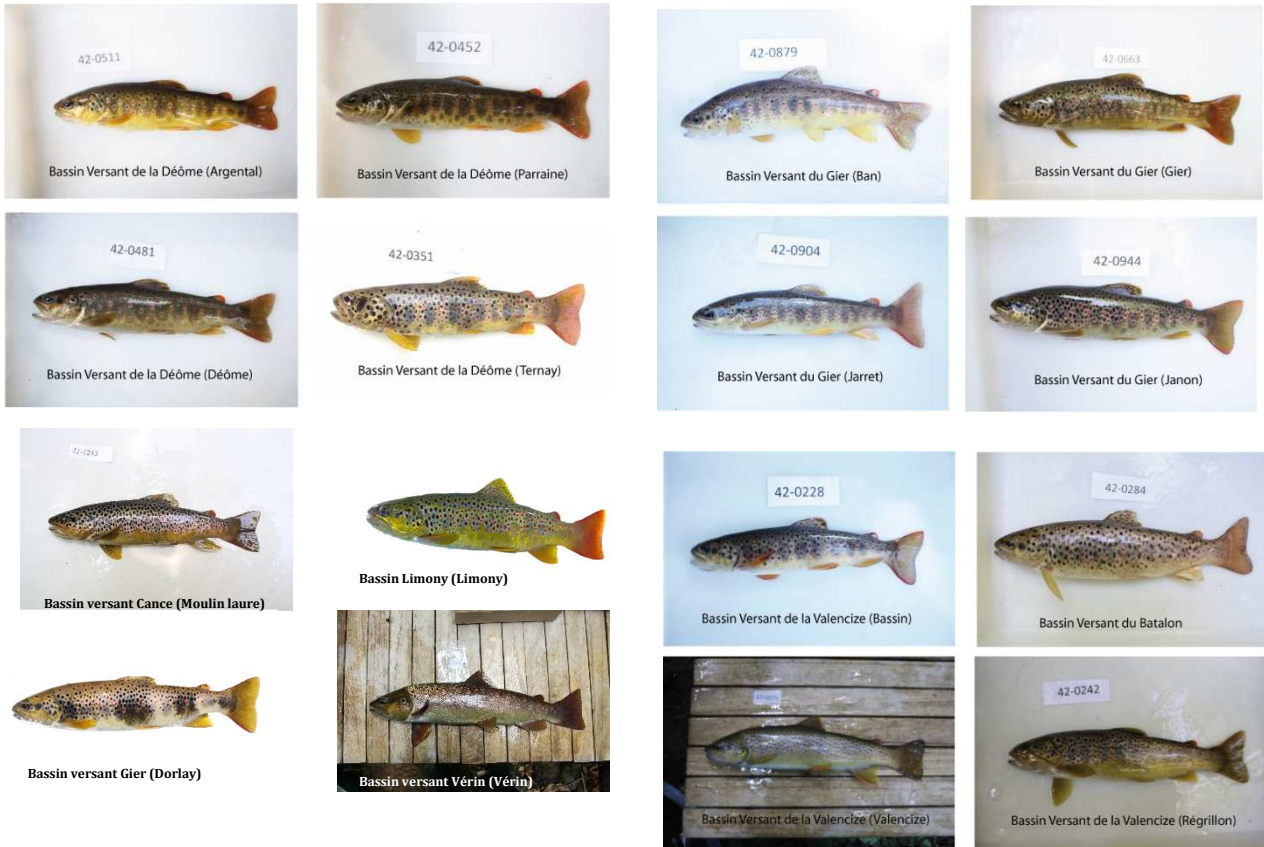 42-0511
Bassin Versant de la Déôme (Argental)
42-0452
Bassin Versant de la Déôme (Parraine)
42-0879
Bassin Versant du Gier (Ban)
42-0663
Bassin Versant du Gier (Gier)
42-0481
Bassin Versant de la Déôme (Déôme)
42-0351
Bassin Versant de la Déôme (Ternay)
42-0904
Bassin Versant du Gier (Jarret)
42-0944
Bassin Versant du Gier (Janon)
Bassin versant Cance (Moulin laure)
Bassin Limony (Limony)
42-0228
Bassin Versant de la Valencize (Bassin)
42-0284
Bassin Versant du Batalon
Bassin versant Gier (Dorlay)
Bassin versant Vérin (Vérin)
Bassin Versant de la Valencize (Valencize)
42-0242
Bassin Versant de la Valencize (Régrillon)